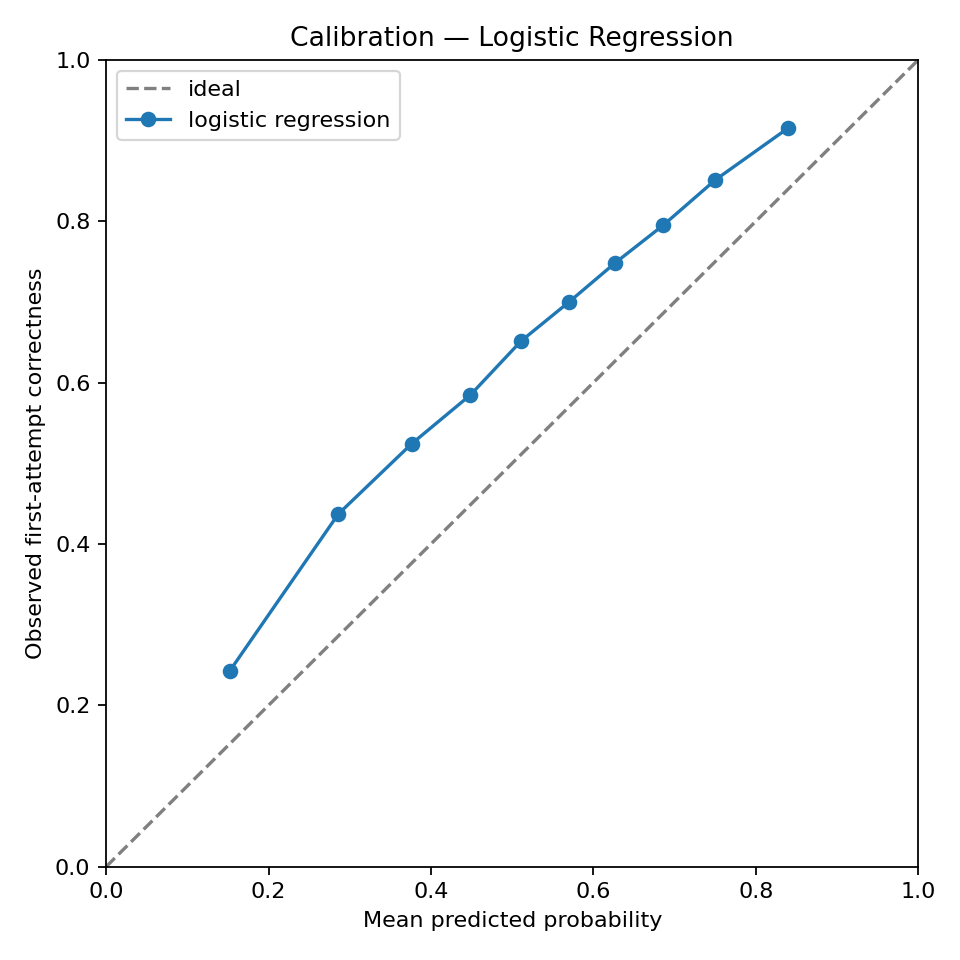 Calibration — Logistic Regression
ideal
logistic regression
Observed first-attempt correctness
1.0
0.8
0.6
0.4
0.2
0.0
0.0 0.2 0.4 0.6 0.8 1.0
Mean predicted probability